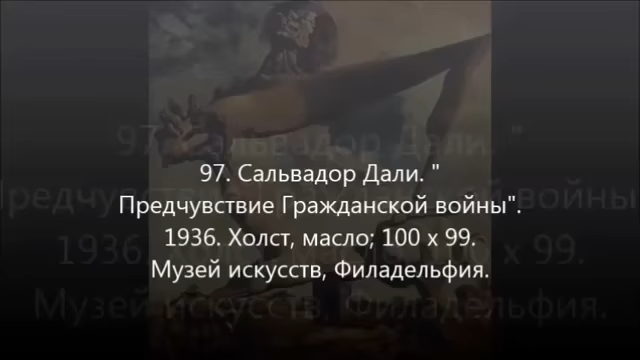 97. Сальвадор Дали. "
Предчувствие Гражданской войны".
1936. Холст, масло; 100 x 99.
Музей искусств, Филадельфия.